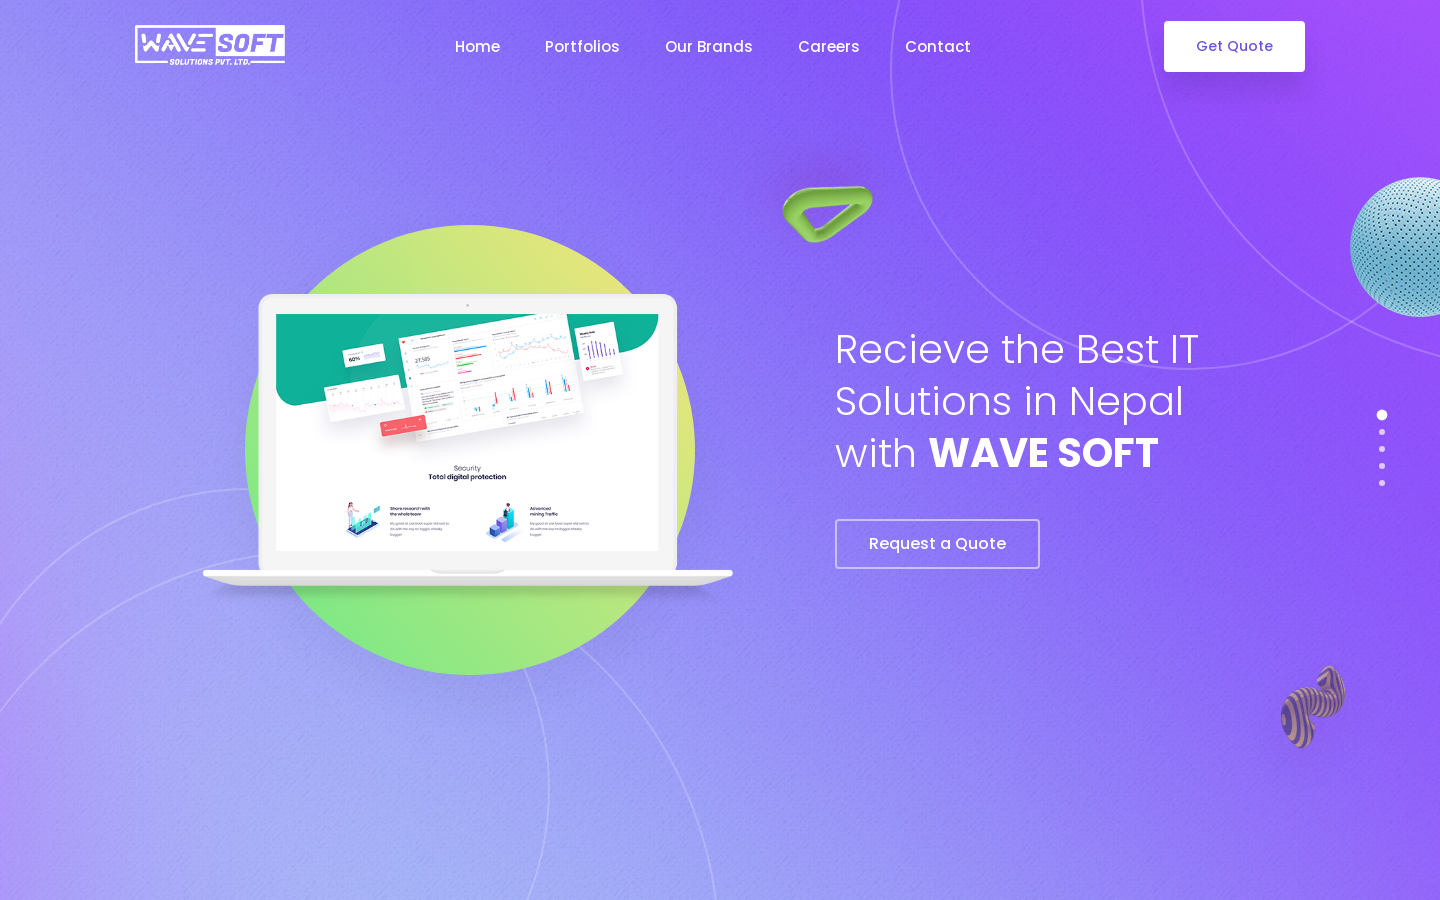 WAVE SOFT
SOLUTIONS PVT. LTD.
Home
Portfolios
Our Brands
Careers
Contact
Get Quote
60%
27,505
Security
Total digital protection
Share research with
the whole team
Advanced
mining Traffic
Recieve the Best IT
Solutions in Nepal
with WAVE SOFT
Request a Quote